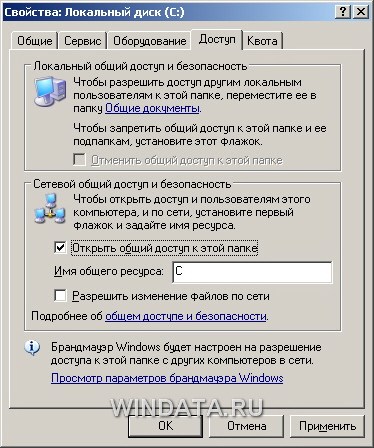 Свойства: Локальный диск (C:)
Общие Сервис Оборудование Доступ Квота
Локальный общий доступ и безопасность
Чтобы разрешить доступ другим локальным
пользователям к этой папке, переместите ее в
папку Общие документы.
Чтобы запретить общий доступ к этой папке и ее
подпапкам, установите этот флажок.
Отменить общий доступ к этой папке
Сетевой общий доступ и безопасность
Чтобы открыть доступ и пользователям этого
компьютера, и по сети, установите первый
флажок и задайте имя ресурса.
Открыть общий доступ к этой папке
Имя общего ресурса: C
Разрешить изменение файлов по сети
Подробнее об общем доступе и безопасности.
Брандмауэр Windows будет настроен на разрешение
доступа к этой папке с других компьютеров в сети.
Просмотр параметров брандмауэра Windows
WINDATA.RU
OK Отмена Применить